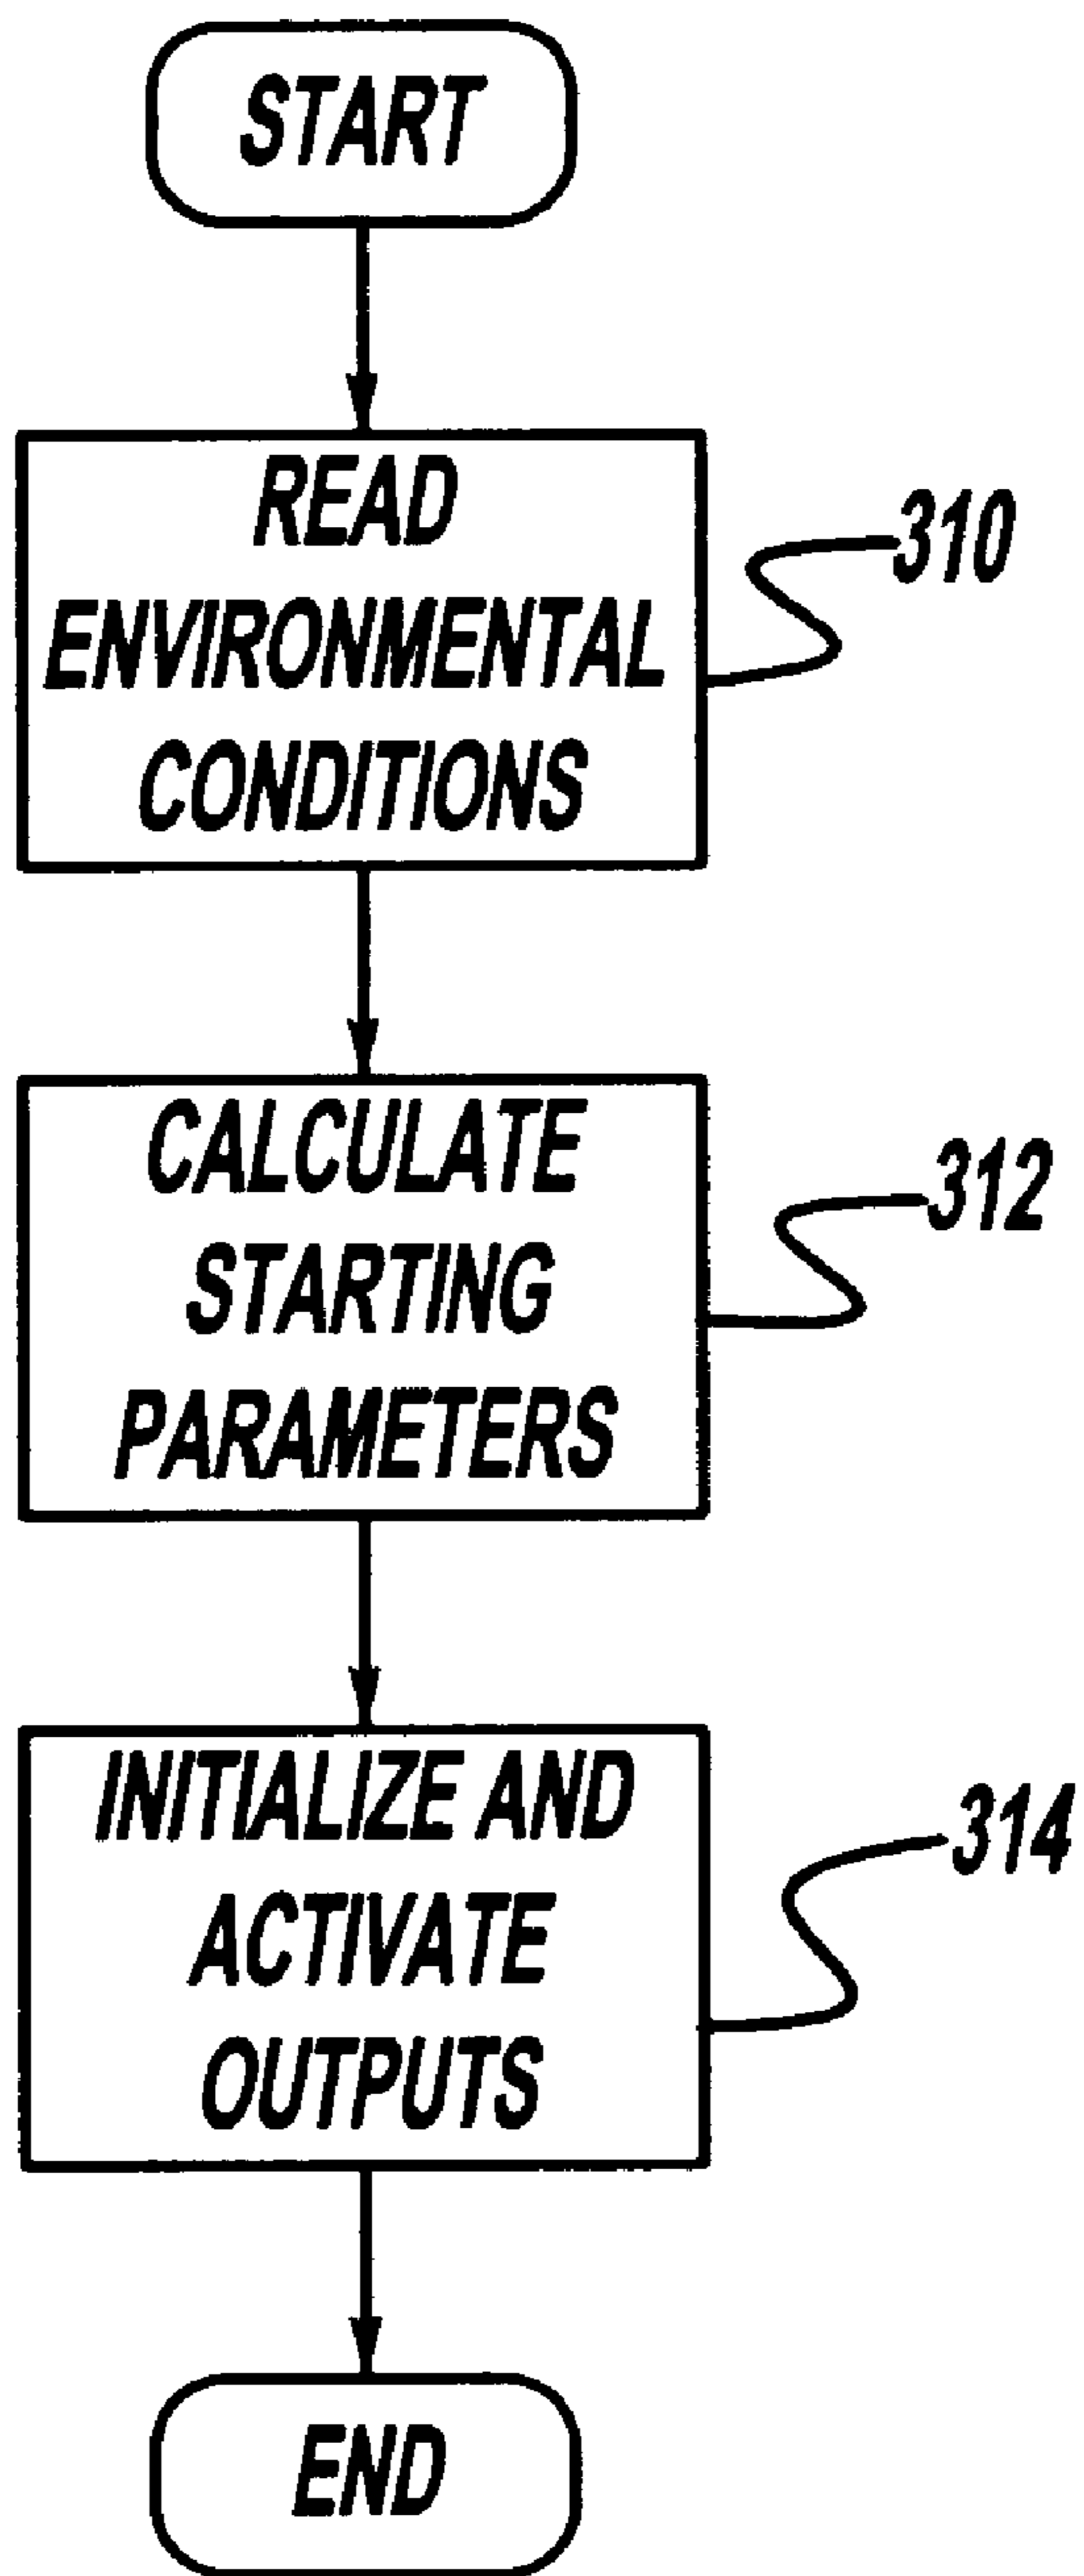 START
READ
ENVIRONMENTAL
CONDITIONS
310
CALCULATE
STARTING
PARAMETERS
312
INITIALIZE AND
ACTIVATE
OUTPUTS
314
END